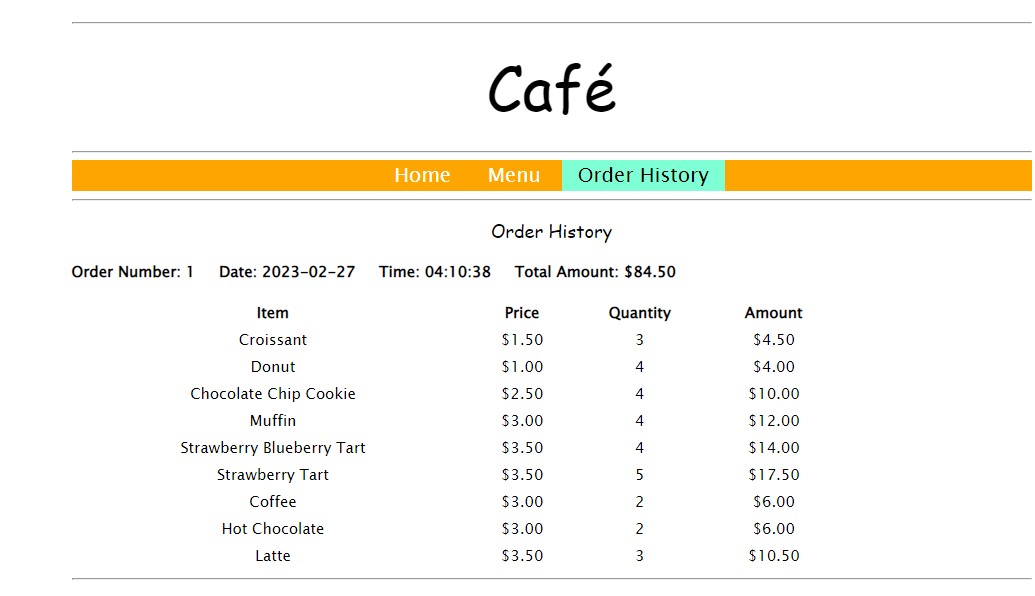 Café
Home Menu Order History
Order History
Order Number: 1 Date: 2023-02-27 Time: 04:10:38 Total Amount: $84.50
Item Price Quantity Amount
Croissant $1.50 3 $4.50
Donut $1.00 4 $4.00
Chocolate Chip Cookie $2.50 4 $10.00
Muffin $3.00 4 $12.00
Strawberry Blueberry Tart $3.50 4 $14.00
Strawberry Tart $3.50 5 $17.50
Coffee $3.00 2 $6.00
Hot Chocolate $3.00 2 $6.00
Latte $3.50 3 $10.50